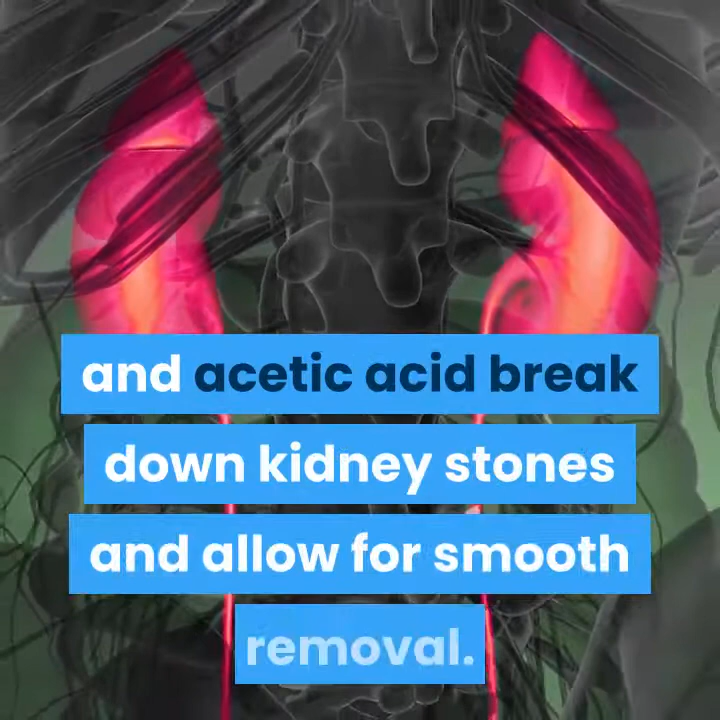 and acetic acid break
down kidney stones
and allow for smooth
removal.